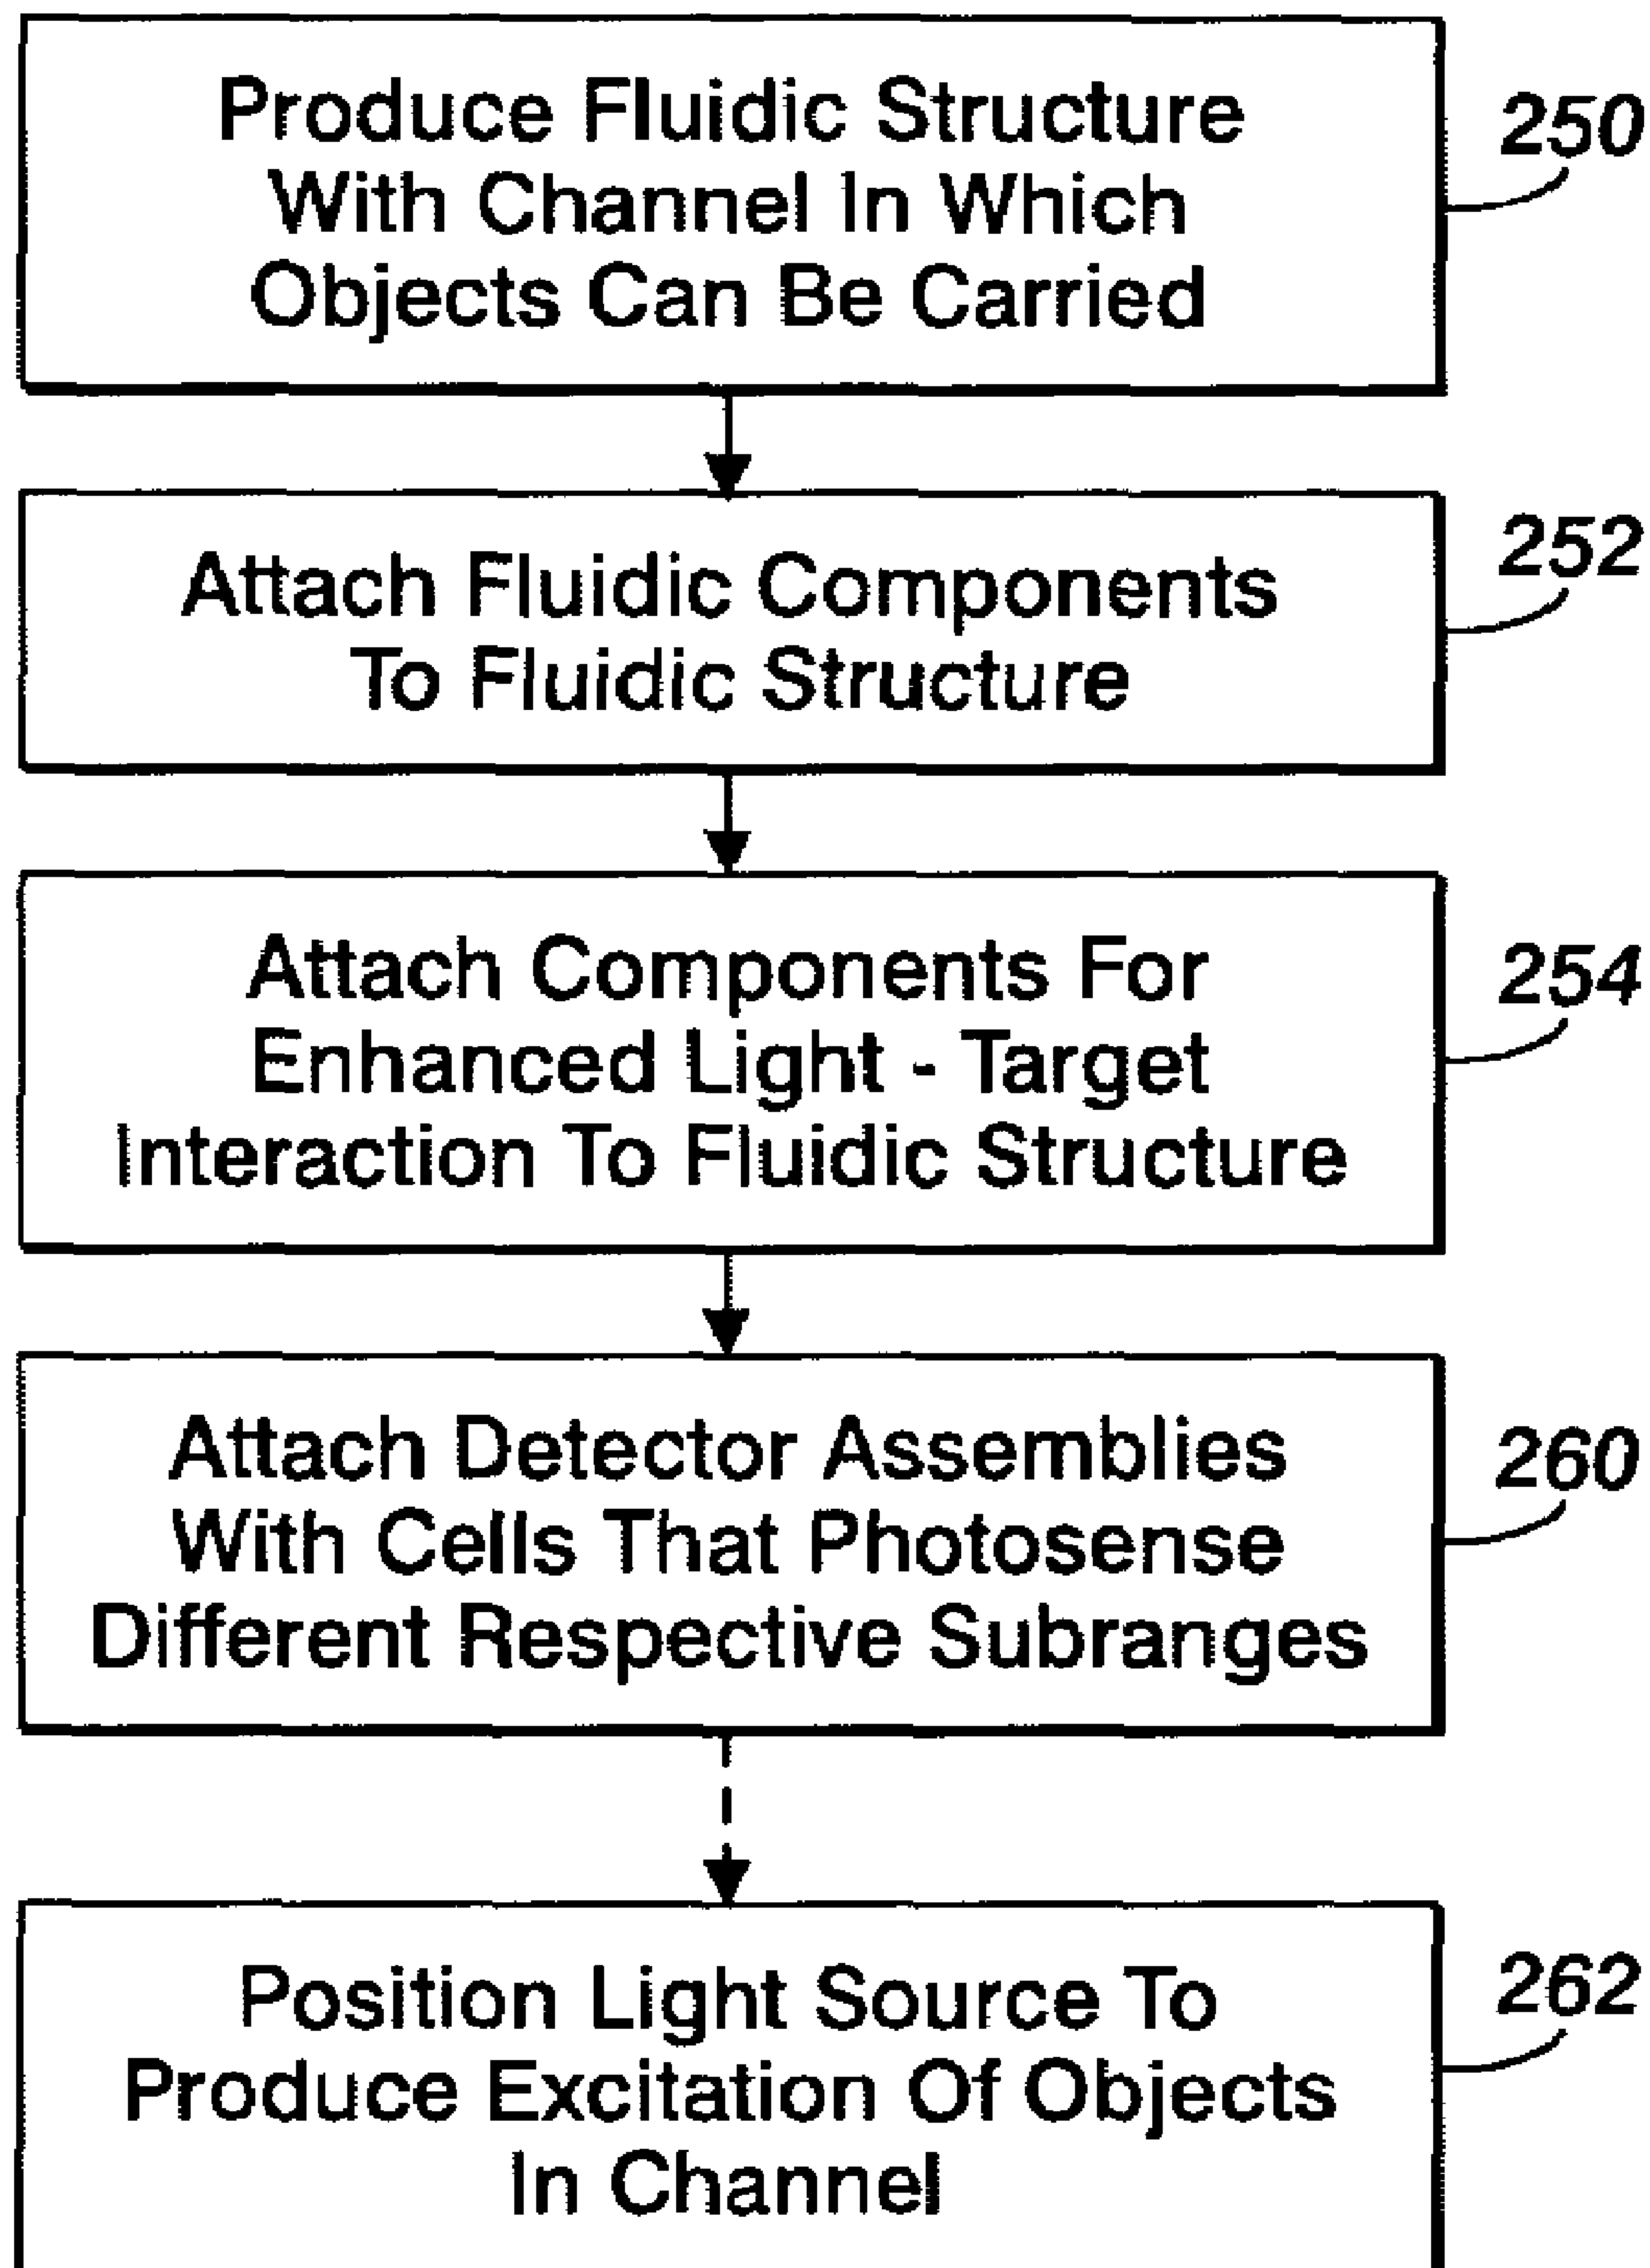 Produce Fluidic Structure
With Channel In Which
Objects Can Be Carried
250
Attach Fluidic Components
To Fluidic Structure
252
Attach Components For
Enhanced Light - Target
Interaction To Fluidic Structure
254
Attach Detector Assemblies
With Cells That Photosense
Different Respective Subranges
260
Position Light Source To
Produce Excitation Of Objects
In Channel
262